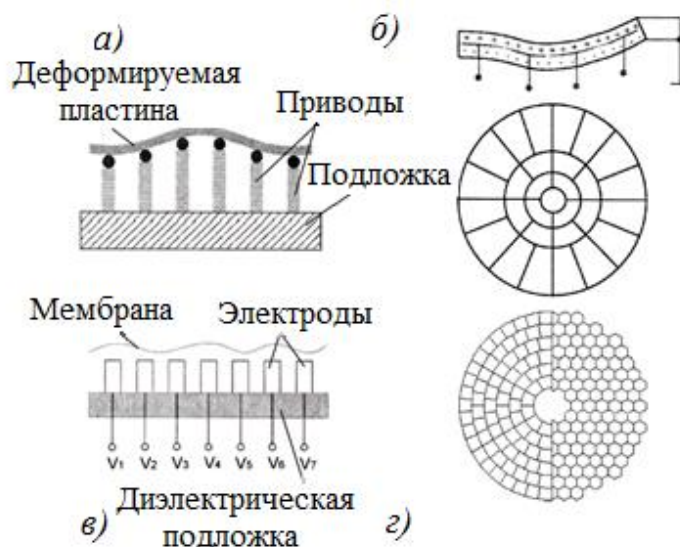 а)
б)
Деформируемая
пластина
Приводы
Подложка
Мембрана
Электроды
V1 V2 V3 V4 V5 V6 V7
Диэлектрическая
подложка
в)
г)